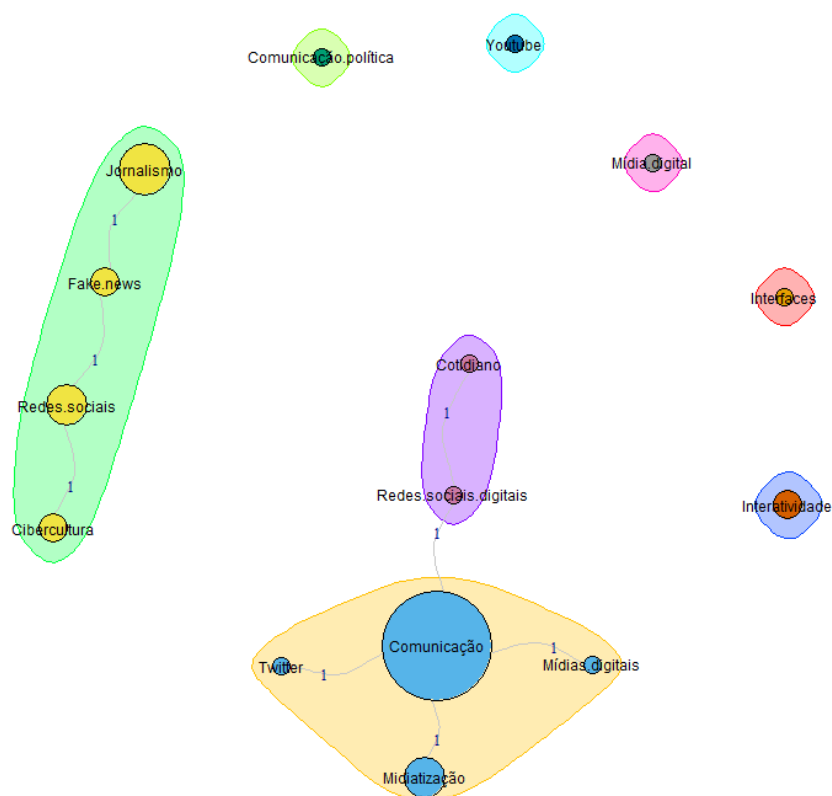 Youtube
Comunicação.política
Mídia.digital
Jornalismo
1
Fake.news
Interfaces
1
Cotidiano
Redes.sociais
1
1
Redes.sociais.digitais
Interatividade
Cibercultura
1
Comunicação
1
Mídias.digitais
Twitter
1
1
Midiatização